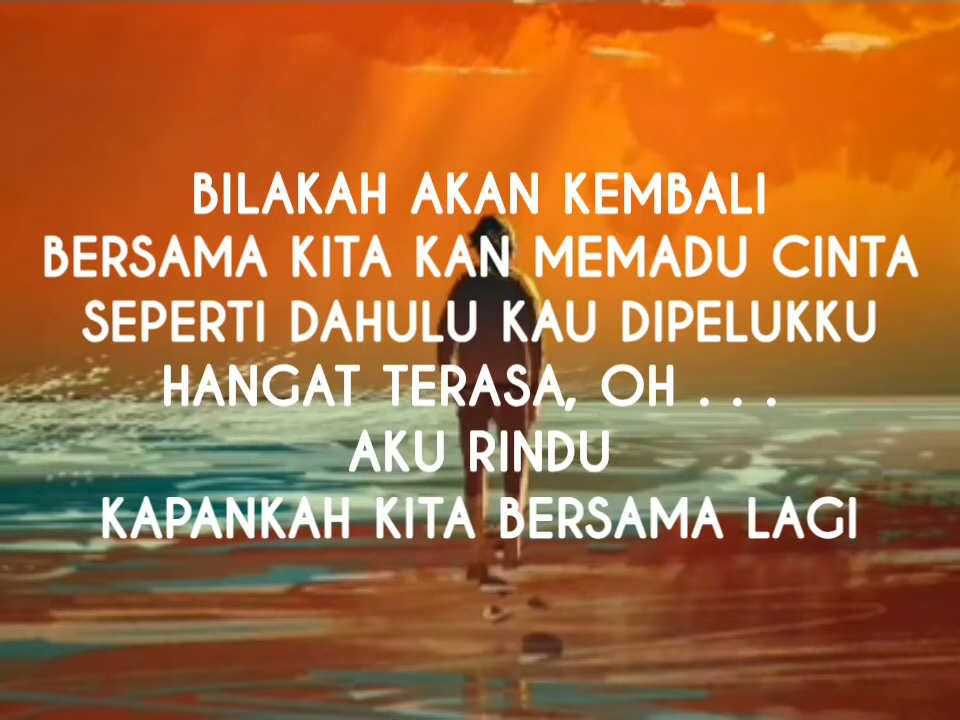 BILAKAH AKAN KEMBALI
BERSAMA KITA KAN MEMADU CINTA
SEPERTI DAHULU KAU DIPELUKKU
HANGAT TERASA, OH . . .
AKU RINDU
KAPANKAH KITA BERSAMA LAGI